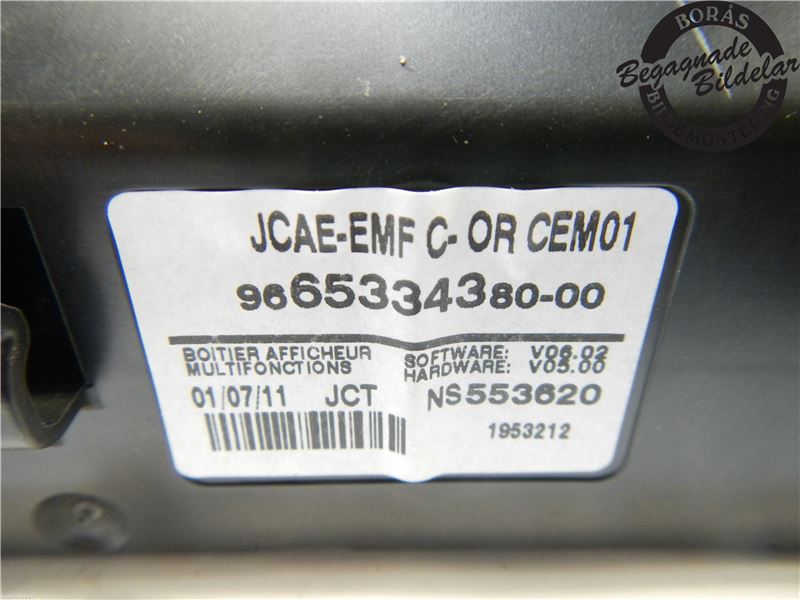 BORÅS
Begagnade
Bildelar
BILDEMONTERING
JCAE-EMF C- OR CEM01
9665334380-00
BOITIER AFFICHEUR
MULTIFONCTIONS
SOFTWARE: V06.02
HARDWARE: V05.00
01/07/11 JCT NS553620
1953212